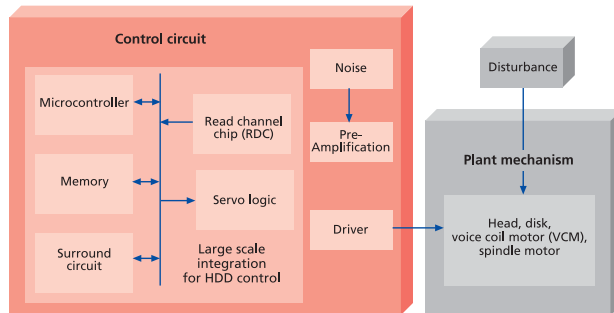 Control circuit
Microcontroller
Memory
Surround
circuit
Read channel
chip (RDC)
Servo logic
Large scale
integration
for HDD control
Noise
Pre-
Amplification
Driver
Disturbance
Plant mechanism
Head, disk,
voice coil motor (VCM),
spindle motor